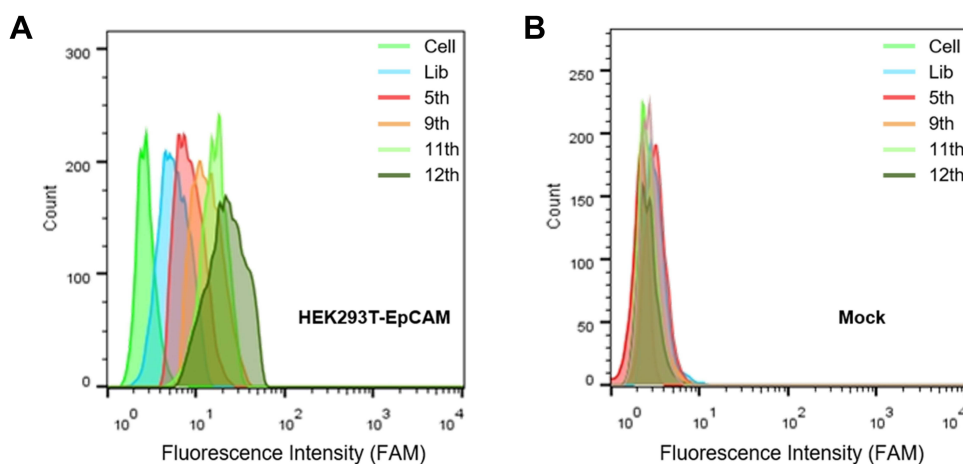 A
300
200
100
0
Count
Cell
Lib
5th
9th
11th
12th
HEK293T-EpCAM
10^0 10^1 10^2 10^3 10^4
Fluorescence Intensity (FAM)
B
250
200
150
100
50
0
Count
Cell
Lib
5th
9th
11th
12th
Mock
10^0 10^1 10^2 10^3 10^4
Fluorescence Intensity (FAM)